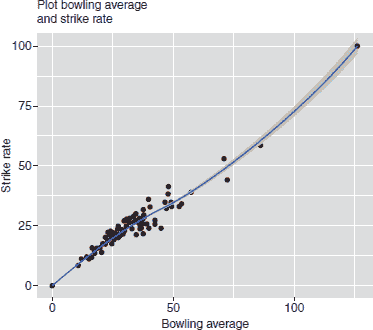 Plot bowling average
and strike rate
100
75
50
25
0
Strike rate
0
50
100
Bowling average